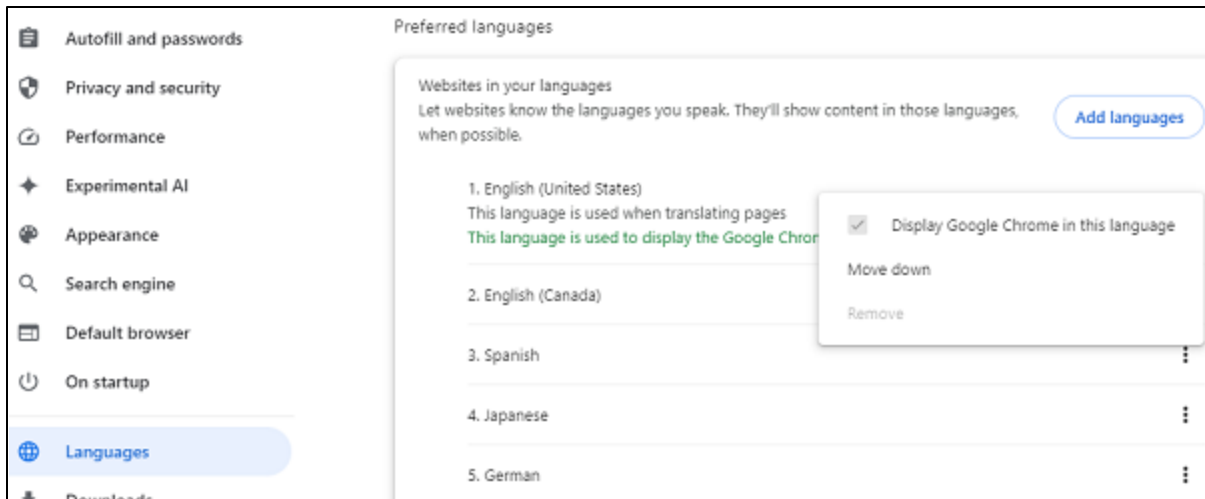 Autofill and passwords
Privacy and security
Performance
Experimental AI
Appearance
Search engine
Default browser
On startup
Languages
Downloads
Preferred languages
Websites in your languages
Let websites know the languages you speak. They'll show content in those languages,
when possible.
Add languages
1. English (United States)
This language is used when translating pages
This language is used to display the Google
Display Google Chrome in this language
Move down
Remove
2. English (Canada)
3. Spanish
4. Japanese
5. German